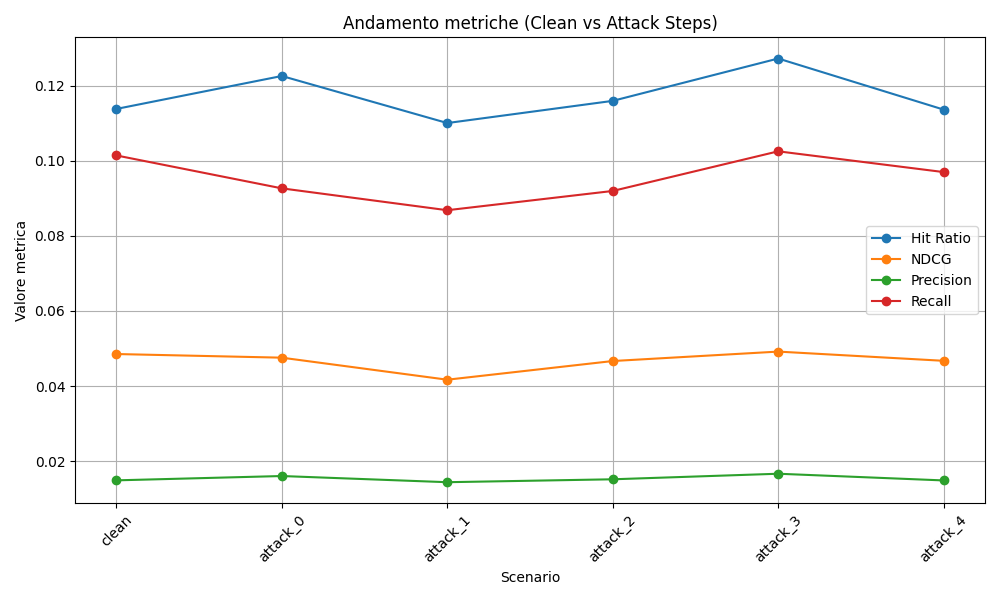 Andamento metriche (Clean vs Attack Steps)
Valore metrica
0.12
0.10
0.08
0.06
0.04
0.02
Hit Ratio
NDCG
Precision
Recall
clean
attack_0
attack_1
attack_2
attack_3
attack_4
Scenario